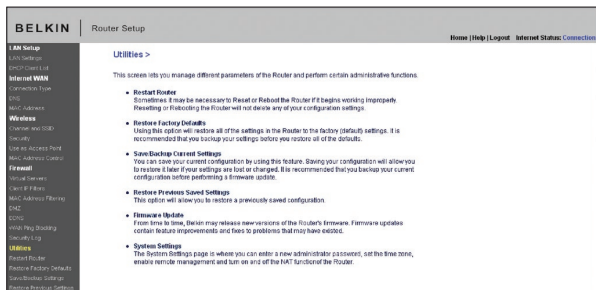 BELKIN
Router Setup
Home | Help | Logout Internet Status: Connection
LAN Setup
LAN Settings
DHCP Client List
Internet WAN
Connection Type
DNS
MAC Address
Wireless
Channel and SSID
Security
Use as Access Point
MAC Address Control
Firewall
Virtual Servers
Client IP Filters
MAC Address Filtering
DMZ
DDNS
WAN Ping Blocking
Security Log
Utilities
Restart Router
Restore Factory Defaults
Save/Backup Settings
Restore Previous Settings
Utilities >
This screen lets you manage different parameters of the Router and perform certain administrative functions.
• Restart Router
Sometimes it may be necessary to Reset or Reboot the Router if it begins working improperly.
Resetting or Rebooting the Router will not delete any of your configuration settings.
• Restore Factory Defaults
Using this option will restore all of the settings in the Router to the factory (default) settings. It is
recommended that you backup your settings before you restore all of the defaults.
• Save/Backup Current Settings
You can save your current configuration by using this feature. Saving your configuration will allow you
to restore it later if your settings are lost or changed. It is recommended that you backup your current
configuration before performing a firmware update.
• Restore Previous Saved Settings
This option will allow you to restore a previously saved configuration.
• Firmware Update
From time to time, Belkin may release new versions of the Router's firmware. Firmware updates
contain feature improvements and fixes to problems that may have existed.
• System Settings
The System Settings page is where you can enter a new administrator password, set the time zone,
enable remote management and turn on and off the NAT function of the Router.